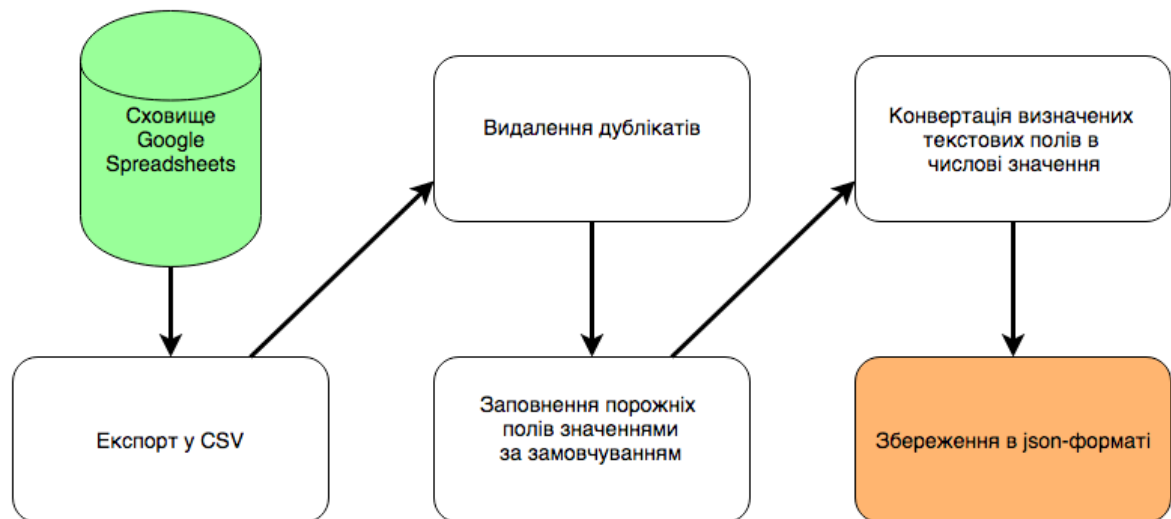 Сховище
Google
Spreadsheets
Експорт у CSV
Видалення дублікатів
Заповнення порожніх
полів значеннями
за замовчуванням
Конвертація визначених
текстових полів в
числові значення
Збереження в json-форматі